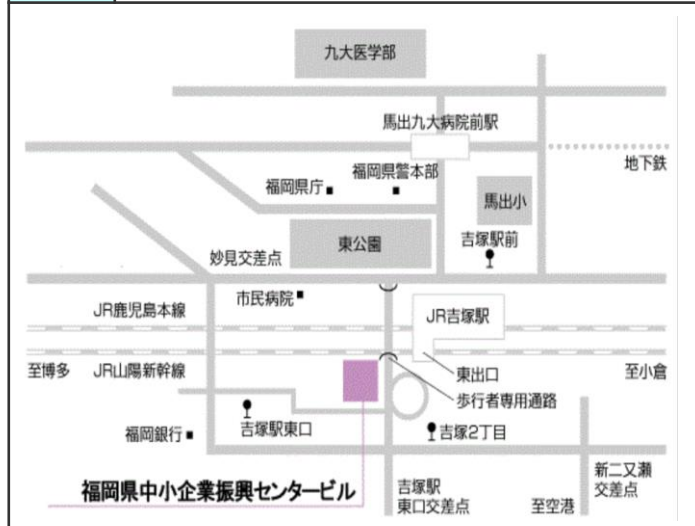 九大医学部
馬出九大病院前駅
地下鉄
福岡県警本部
福岡県庁
馬出小
東公園
吉塚駅前
妙見交差点
市民病院
JR鹿児島本線
JR吉塚駅
至博多
JR山陽新幹線
東出口
至小倉
歩行者専用通路
吉塚駅東口
福岡銀行
吉塚2丁目
福岡県中小企業振興センタービル
吉塚駅
東口交差点
至空港
新二又瀬
交差点